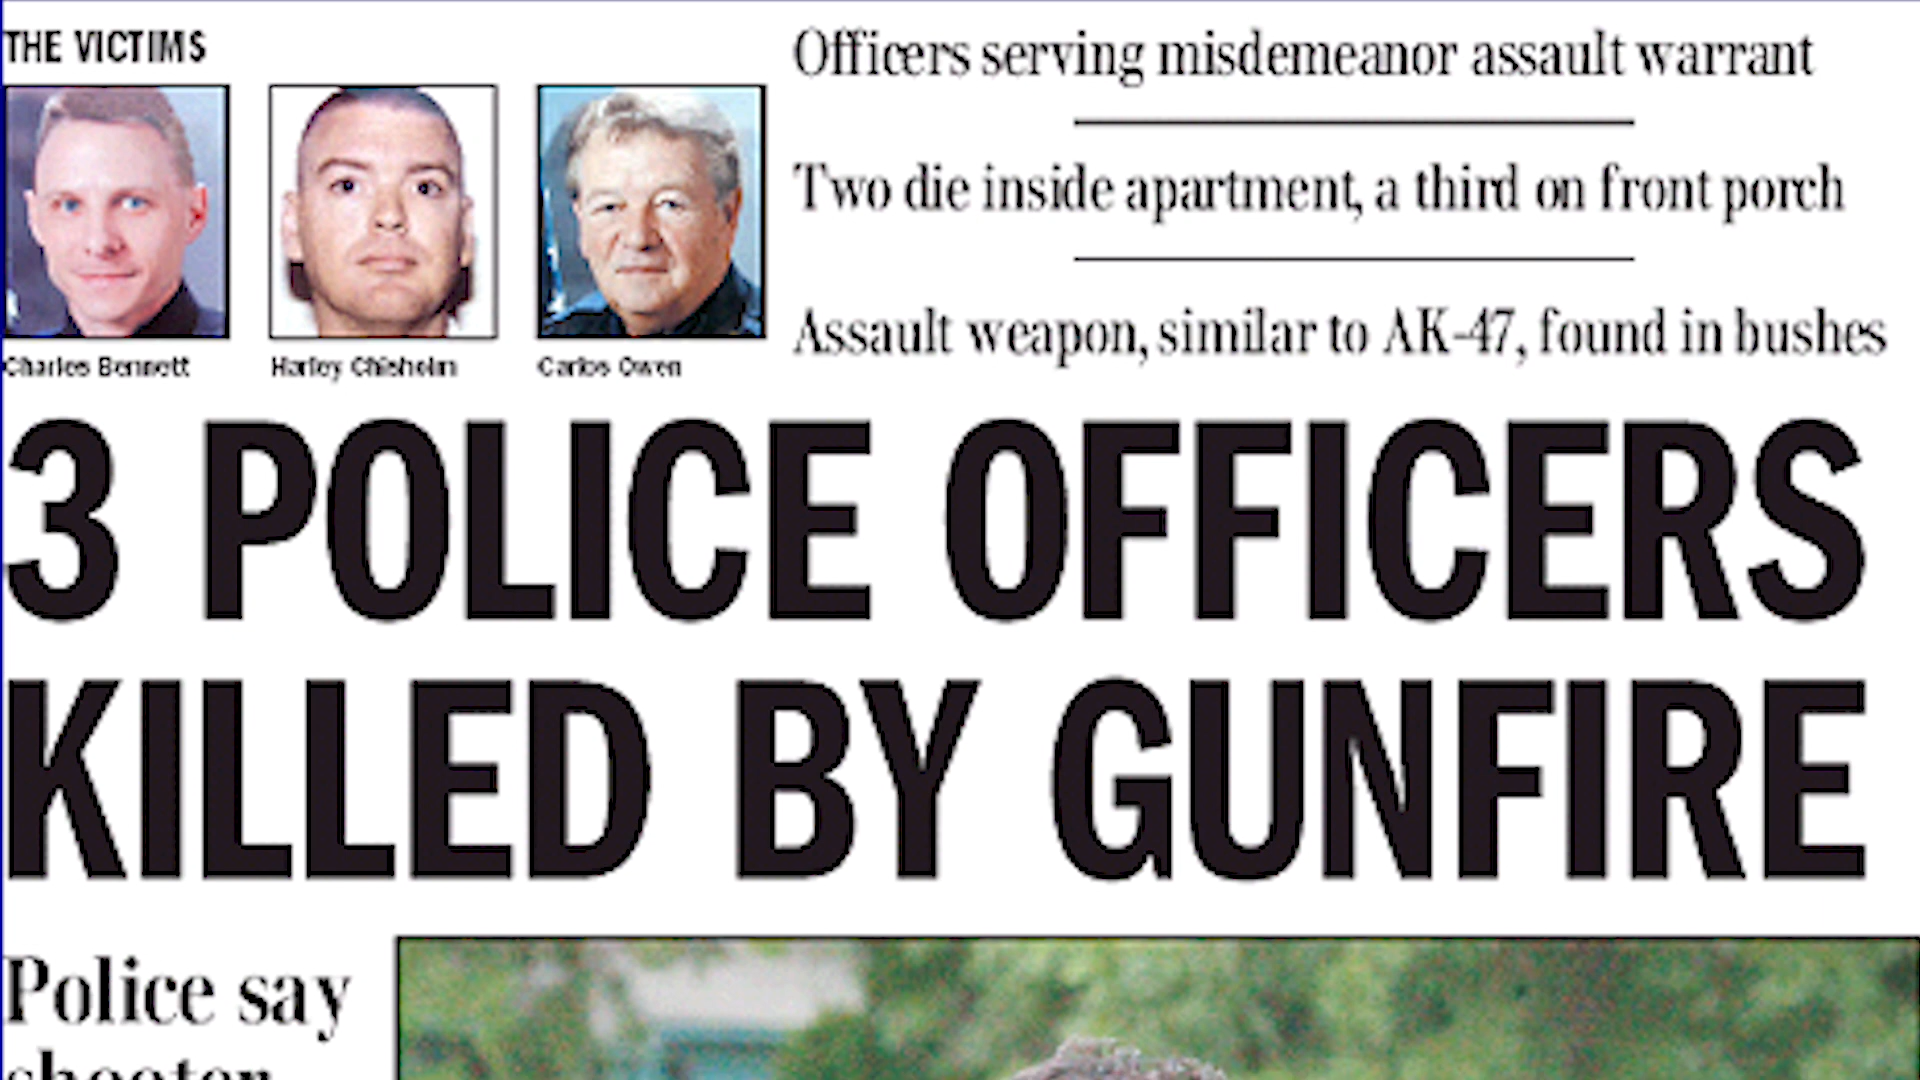 THE VICTIMS
Charles Bennett
Harley Chisholm
Carlos Owen
Officers serving misdemeanor assault warrant
Two die inside apartment, a third on front porch
Assault weapon, similar to AK-47, found in bushes
3 POLICE OFFICERS
KILLED BY GUNFIRE
Police say
shooter